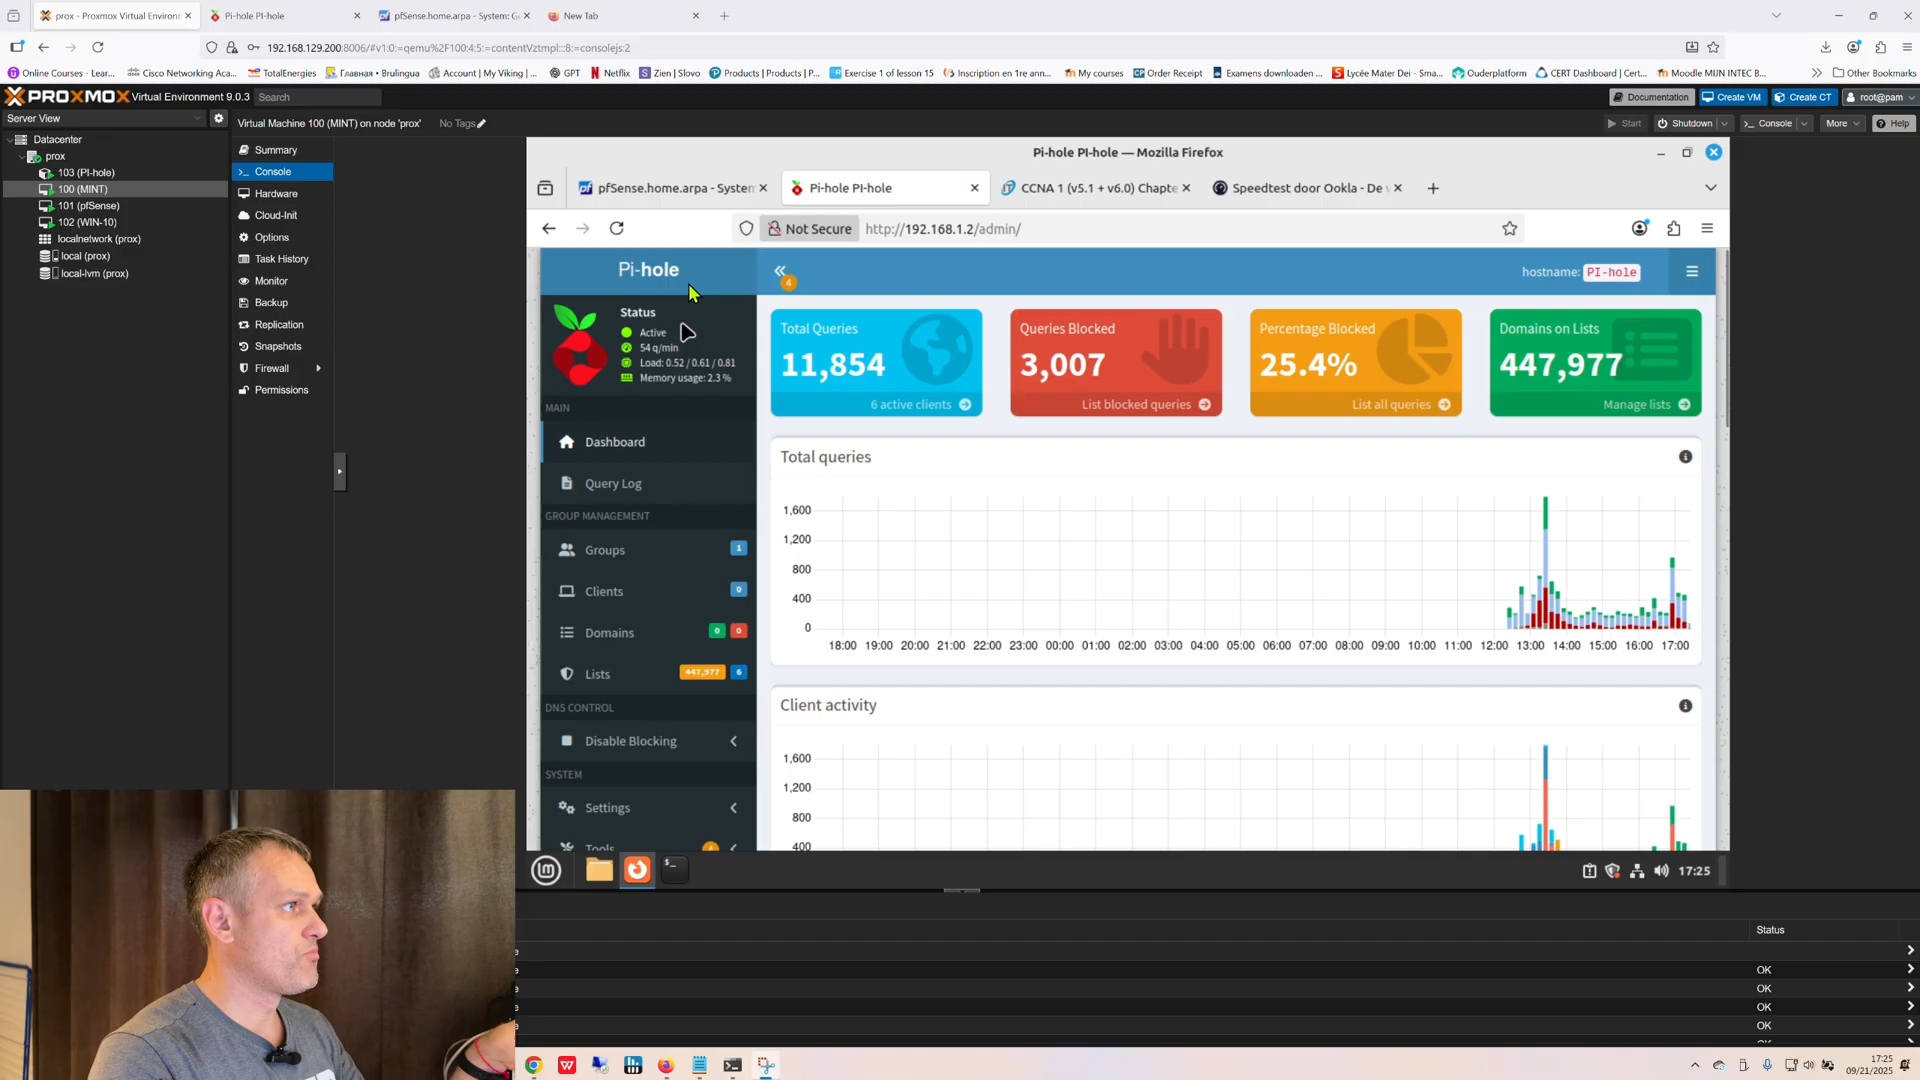 prox - Proxmox Virtual Environm
Pi-hole PI-hole
pfSense.home.arpa - System: G
New Tab
192.168.129.200:8006/#v1:0:=qemu%2F100:4:5:=contentVztmpl:::8:=consolejs:2
Online Courses - Lear...
Cisco Networking Aca...
TotalEnergies
Главная • Brulingua
Account | My Viking |...
GPT
Netflix
Zien | Slovo
Products | Products | P...
Exercise 1 of lesson 15
Inscription en 1re ann...
My courses
Order Receipt
Examens downloaden ...
Lycée Mater Dei - Sma...
Ouderplatform
CERT Dashboard | Cert...
Moodle MIJN INTEC B...
Other Bookmarks
PROXMOX Virtual Environment 9.0.3
Search
Documentation
Create VM
Create CT
root@pam
Server View
Virtual Machine 100 (MINT) on node 'prox'
No Tags
Start
Shutdown
Console
More
Help
Datacenter
prox
103 (PI-hole)
100 (MINT)
101 (pfSense)
102 (WIN-10)
localnetwork (prox)
local (prox)
local-lvm (prox)
Summary
Console
Hardware
Cloud-Init
Options
Task History
Monitor
Backup
Replication
Snapshots
Firewall
Permissions
Pi-hole PI-hole — Mozilla Firefox
pfSense.home.arpa - System
Pi-hole PI-hole
CCNA 1 (v5.1 + v6.0) Chapte
Speedtest door Ookla - De
Not Secure
http://192.168.1.2/admin/
Pi-hole
4
hostname: PI-hole
Status
Active
54 q/min
Load: 0.52 / 0.61 / 0.81
Memory usage: 2.3 %
Total Queries
11,854
6 active clients
Queries Blocked
3,007
List blocked queries
Percentage Blocked
25.4%
List all queries
Domains on Lists
447,977
Manage lists
MAIN
Dashboard
Query Log
GROUP MANAGEMENT
Groups
1
Clients
0
Domains
0
0
Lists
447,977
6
DNS CONTROL
Disable Blocking
SYSTEM
Settings
Tools
4
Total queries
1,600
1,200
800
400
0
18:00 19:00 20:00 21:00 22:00 23:00 00:00 01:00 02:00 03:00 04:00 05:00 06:00 07:00 08:00 09:00 10:00 11:00 12:00 13:00 14:00 15:00 16:00 17:00
Client activity
1,600
1,200
800
400
17:25
Status
OK
OK
OK
OK
17:25
09/21/2025